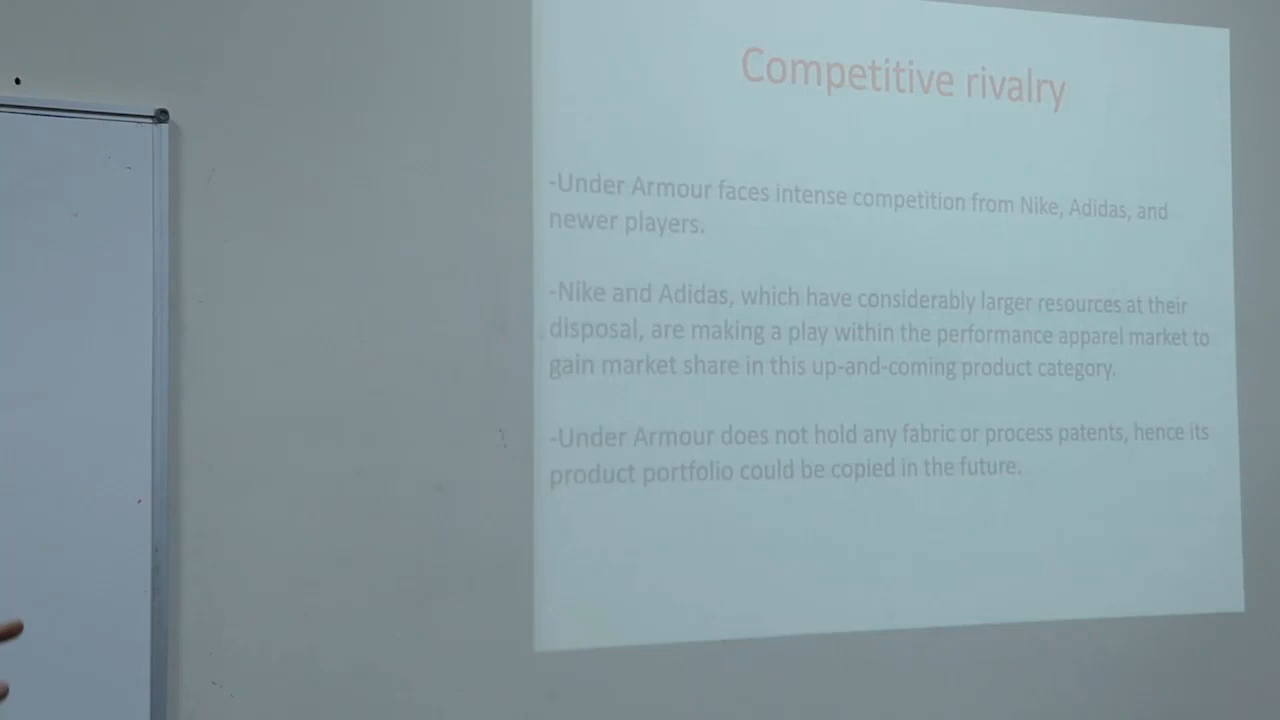 Competitive rivalry
-Under Armour faces intense competition from Nike, Adidas, and
newer players.
-Nike and Adidas, which have considerably larger resources at their
disposal, are making a play within the performance apparel market to
gain market share in this up-and-coming product category.
-Under Armour does not hold any fabric or process patents, hence its
product portfolio could be copied in the future.